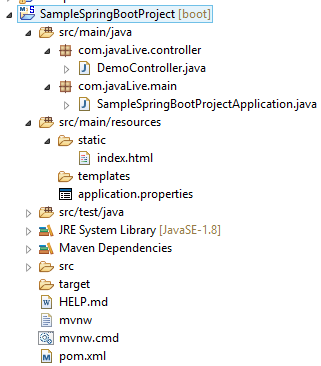 SampleSpringBootProject [boot]
src/main/java
com.javaLive.controller
DemoController.java
com.javaLive.main
SampleSpringBootProjectApplication.java
src/main/resources
static
index.html
templates
application.properties
src/test/java
JRE System Library [JavaSE-1.8]
Maven Dependencies
src
target
HELP.md
mvnw
mvnw.cmd
pom.xml